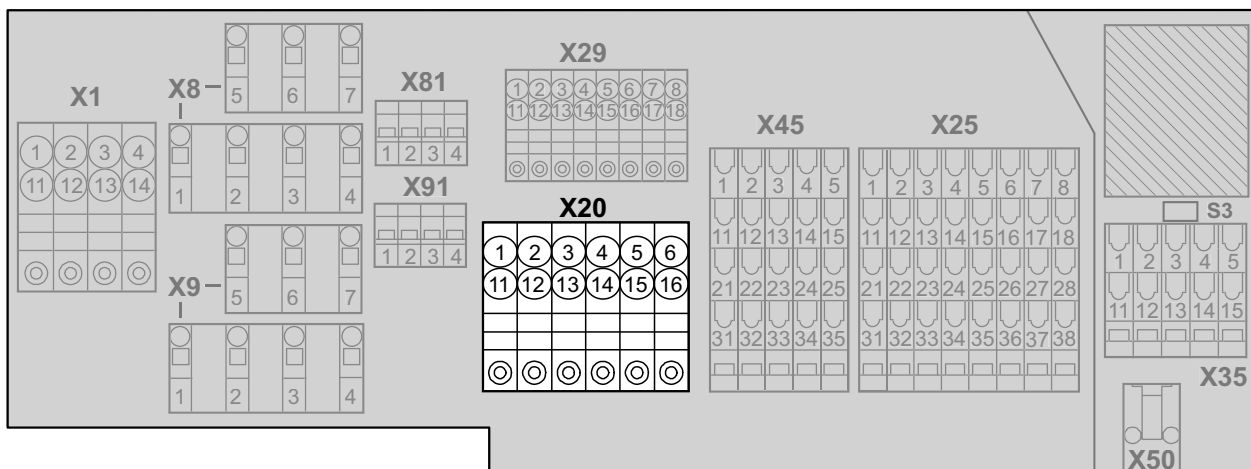 X1
1 2 3 4
11 12 13 14
X8
5 6 7
1 2 3 4
X9
5 6 7
1 2 3 4
X81
1 2 3 4
X91
1 2 3 4
X29
1 2 3 4 5 6 7 8
11 12 13 14 15 16 17 18
X20
1 2 3 4 5 6
11 12 13 14 15 16
X45
1 2 3 4 5
11 12 13 14 15
21 22 23 24 25
31 32 33 34 35
X25
1 2 3 4 5 6 7 8
11 12 13 14 15 16 17 18
21 22 23 24 25 26 27 28
31 32 33 34 35 36 37 38
S3
1 2 3 4 5
11 12 13 14 15
X35
X50